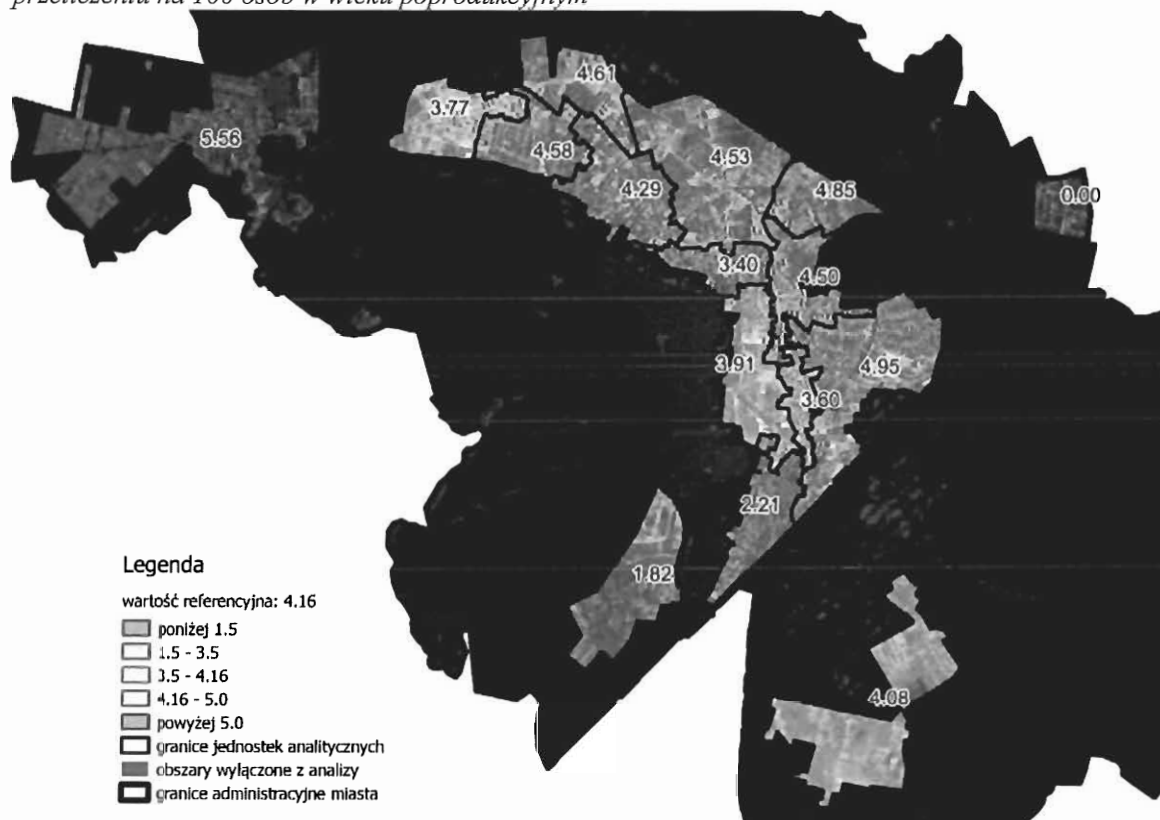 przeliczeniu na 100 osób w wieku poprodukcyjnym
4.61
3.77
5.56
4.58
4.53
4.29
4.85
0.00
3.40
4.50
3.91
4.95
3.60
2.21
1.82
4.08
Legenda
wartość referencyjna: 4.16
poniżej 1.5
1.5 - 3.5
3.5 - 4.16
4.16 - 5.0
powyżej 5.0
granice jednostek analitycznych
obszary wyłączone z analizy
granice administracyjne miasta